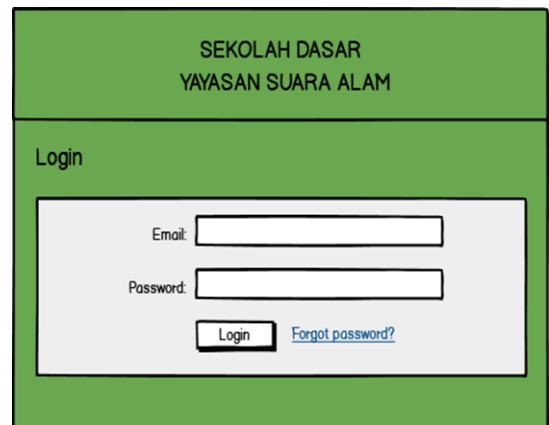 SEKOLAH DASAR
YAYASAN SUARA ALAM
Login
Email:
Password:
Login Forgot password?